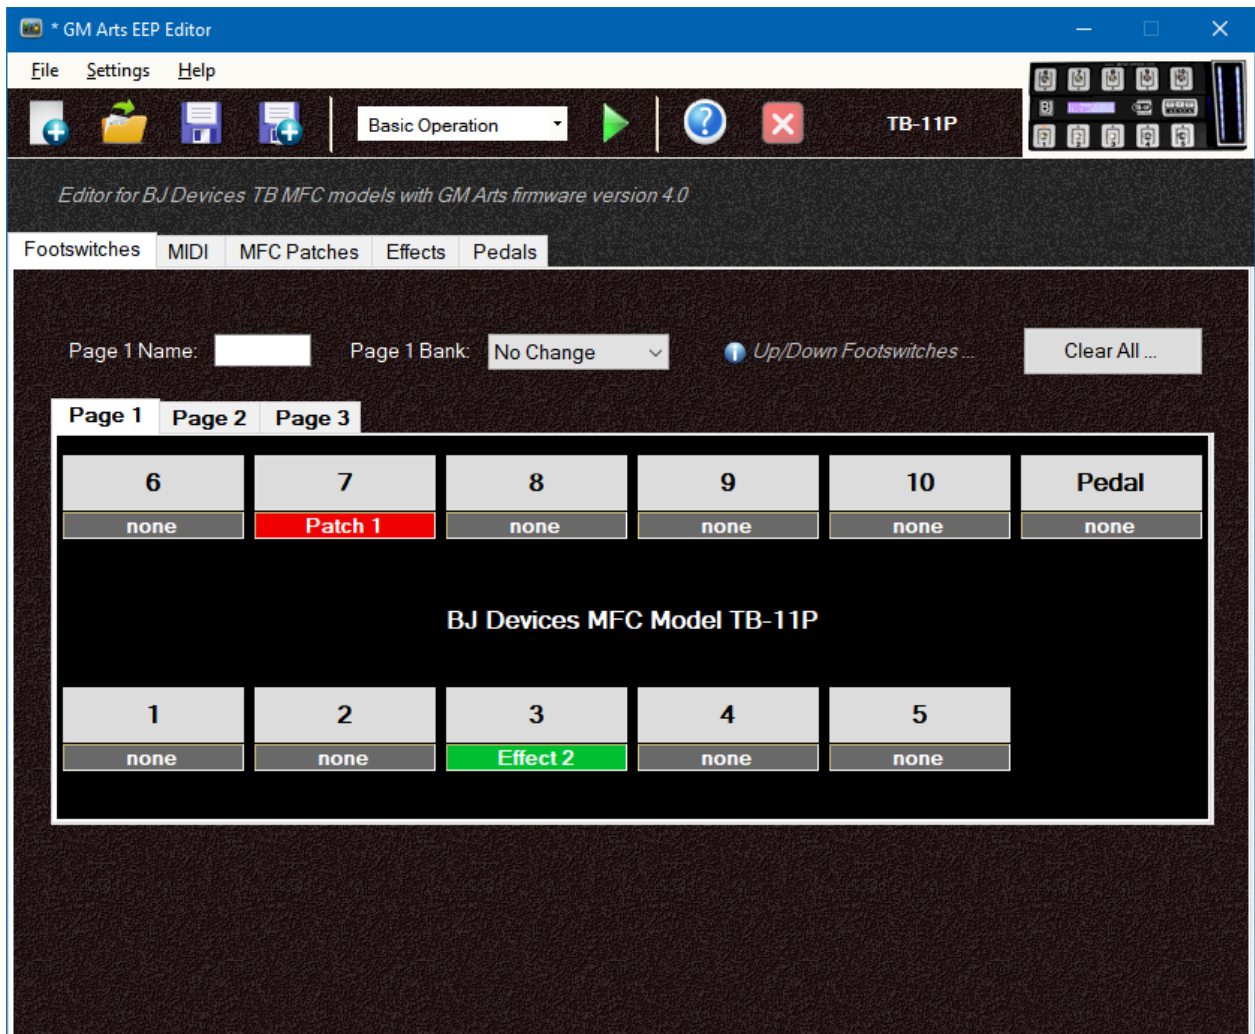 * GM Arts EEP Editor
File Settings Help
Basic Operation
TB-11P
BJ
Editor for BJ Devices TB MFC models with GM Arts firmware version 4.0
Footswitches MIDI MFC Patches Effects Pedals
Page 1 Name: Page 1 Bank: No Change Up/Down Footswitches ... Clear All ...
Page 1 Page 2 Page 3
6 7 8 9 10 Pedal
none Patch 1 none none none none
BJ Devices MFC Model TB-11P
1 2 3 4 5
none none Effect 2 none none